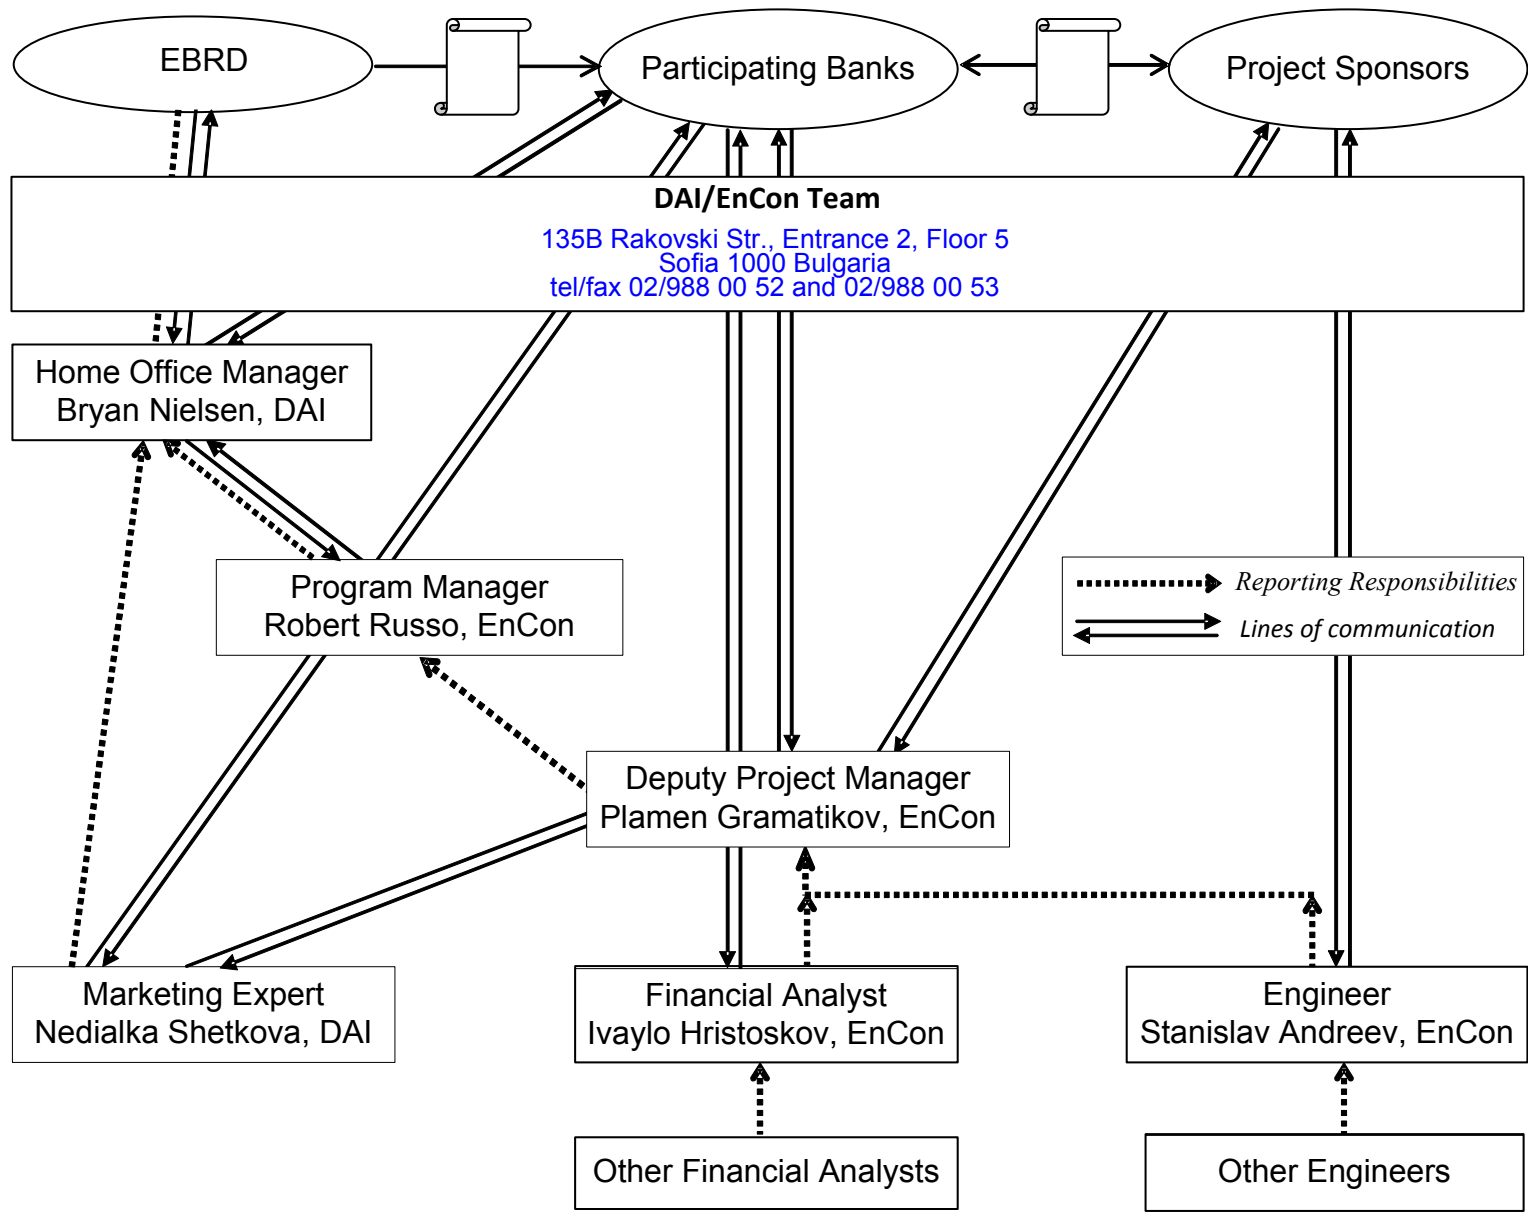 EBRD
Participating Banks
Project Sponsors
DAI/EnCon Team
135B Rakovski Str., Entrance 2, Floor 5
Sofia 1000 Bulgaria
tel/fax 02/988 00 52 and 02/988 00 53
Home Office Manager
Bryan Nielsen, DAI
Program Manager
Robert Russo, EnCon
Reporting Responsibilities
Lines of communication
Deputy Project Manager
Plamen Gramatikov, EnCon
Marketing Expert
Nedialka Shetkova, DAI
Financial Analyst
Ivaylo Hristoskov, EnCon
Engineer
Stanislav Andreev, EnCon
Other Financial Analysts
Other Engineers